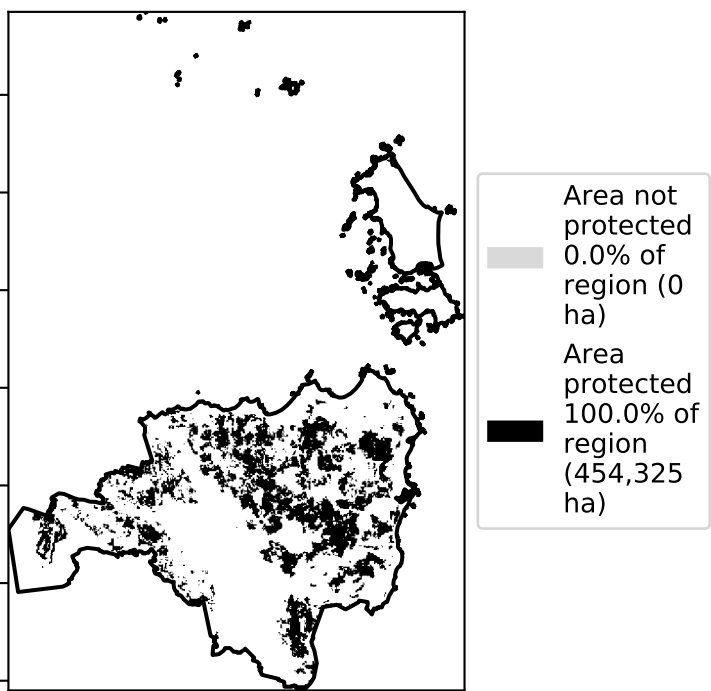 Area not
protected
0.0% of
region (0
ha)
Area
protected
100.0% of
region
(454,325
ha)